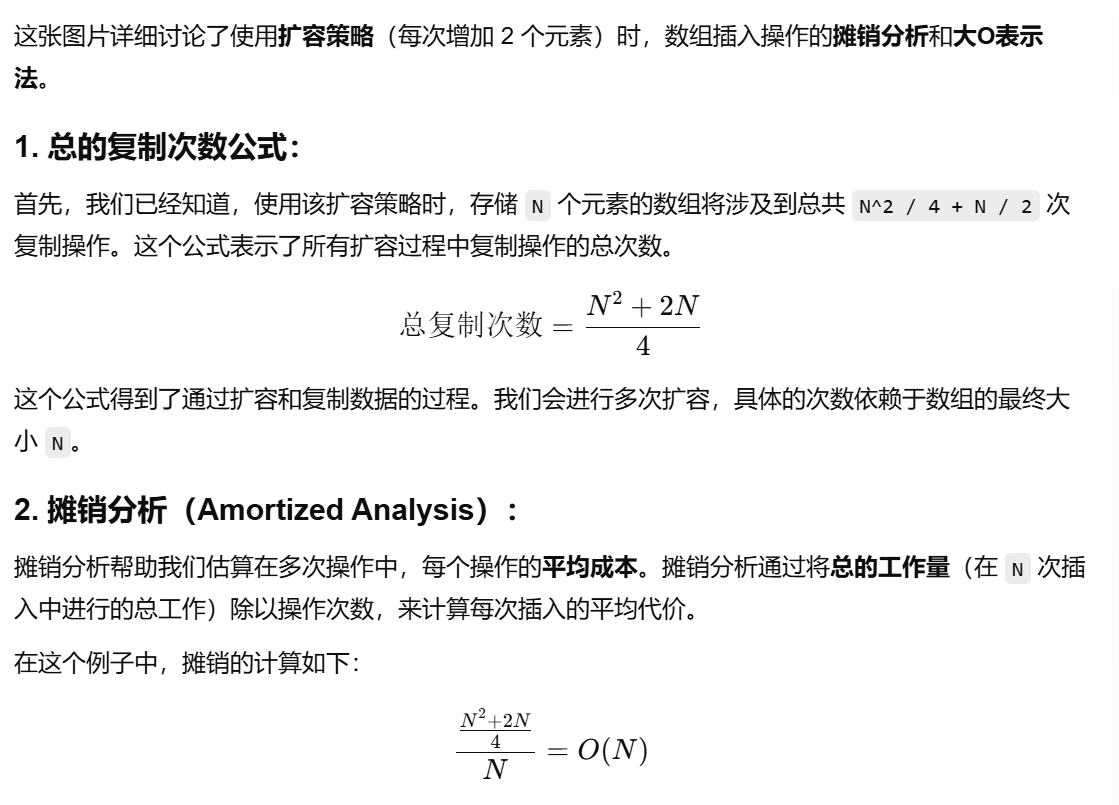 这张图片详细讨论了使用扩容策略（每次增加 2 个元素）时，数组插入操作的摊销分析和大O表示
法。
1. 总的复制次数公式：
首先，我们已经知道，使用该扩容策略时，存储 N 个元素的数组将涉及到总共 N^2 / 4 + N / 2 次
复制操作。这个公式表示了所有扩容过程中复制操作的总次数。
总复制次数 = \frac{N^2 + 2N}{4}
这个公式得到了通过扩容和复制数据的过程。我们会进行多次扩容，具体的次数依赖于数组的最终大
小 N 。
2. 摊销分析（Amortized Analysis）：
摊销分析帮助我们估算在多次操作中，每个操作的平均成本。摊销分析通过将总的工作量（在 N 次插
入中进行的总工作）除以操作次数，来计算每次插入的平均代价。
在这个例子中，摊销的计算如下：
\frac{\frac{N^2+2N}{4}}{N} = O(N)